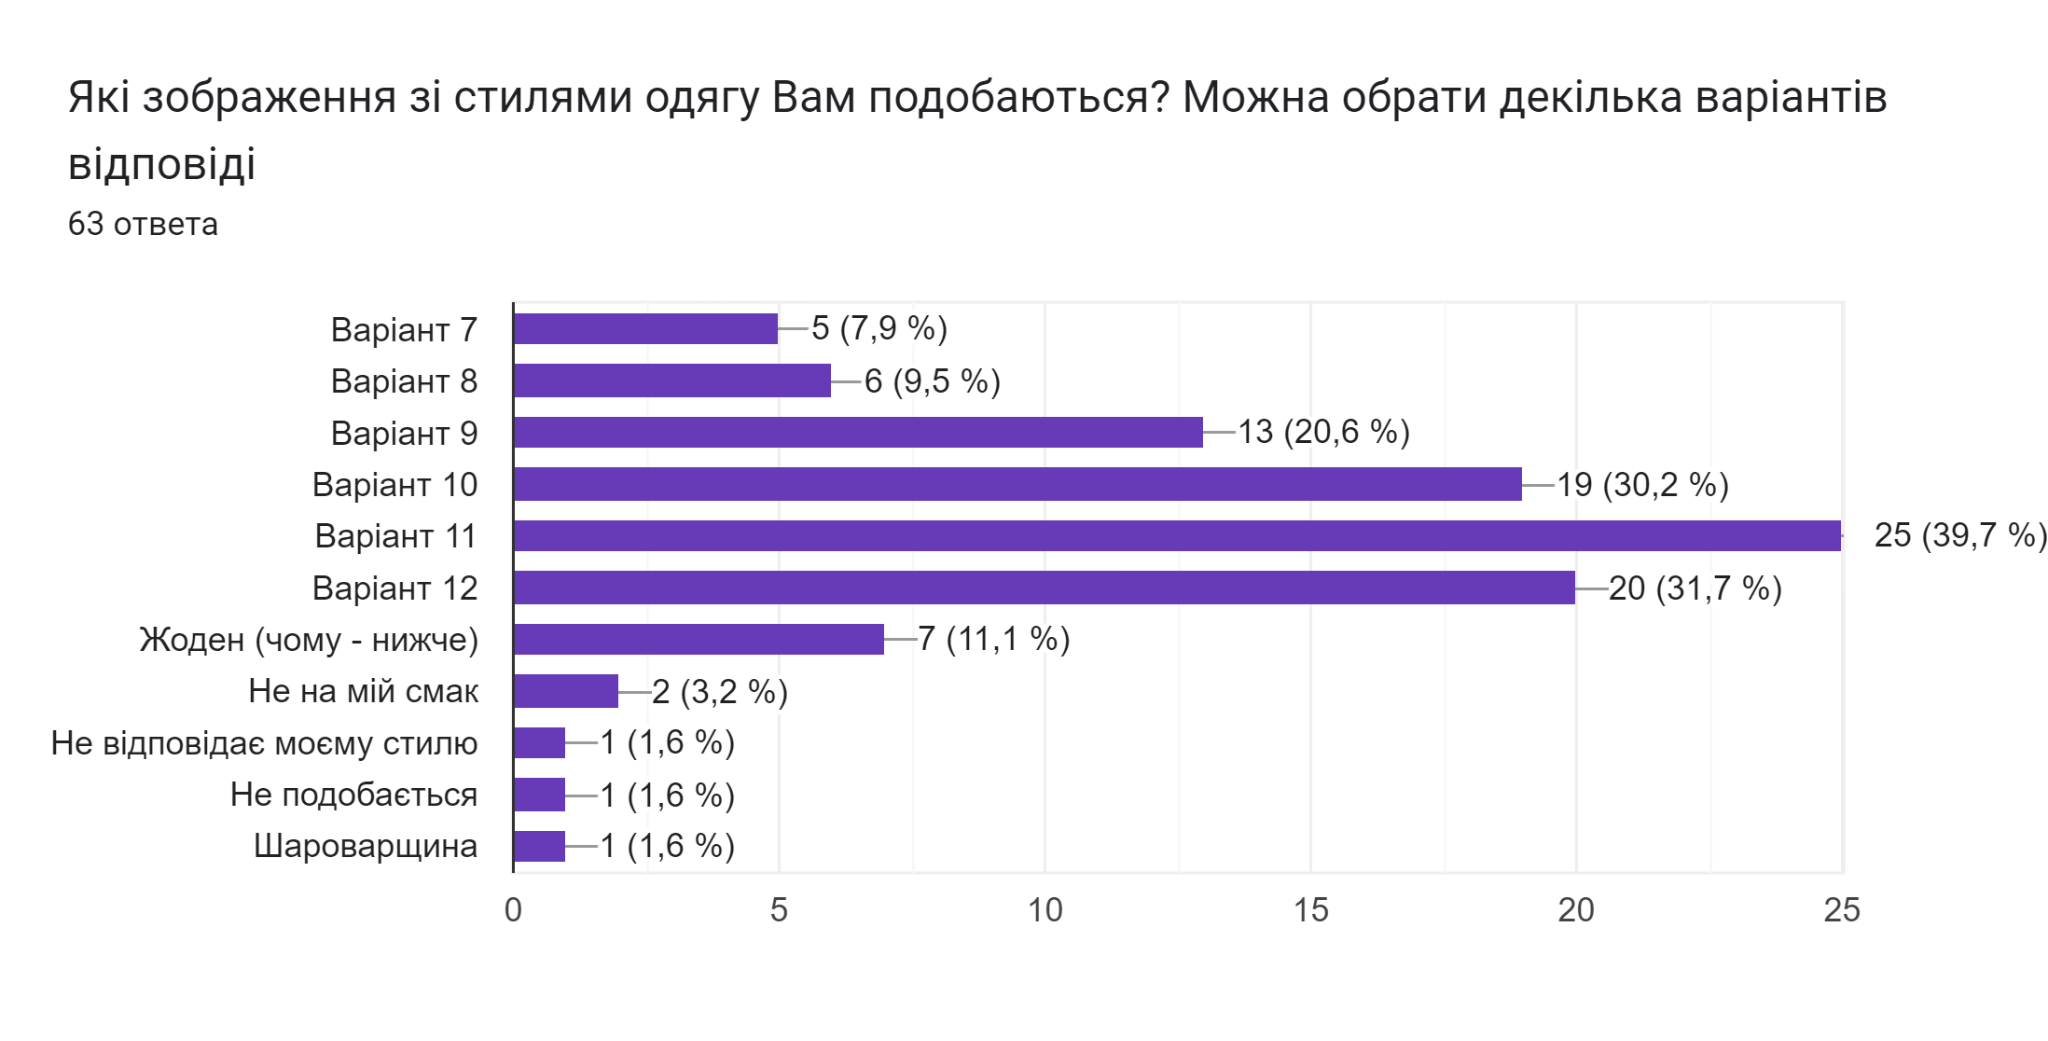 Які зображення зі стилями одягу Вам подобаються? Можна обрати декілька варіантів
відповіді
63 ответа
Варіант 7 5 (7,9 %)
Варіант 8 6 (9,5 %)
Варіант 9 13 (20,6 %)
Варіант 10 19 (30,2 %)
Варіант 11 25 (39,7 %)
Варіант 12 20 (31,7 %)
Жоден (чому - нижче) 7 (11,1 %)
Не на мій смак 2 (3,2 %)
Не відповідає моєму стилю 1 (1,6 %)
Не подобається 1 (1,6 %)
Шароварщина 1 (1,6 %)
0 5 10 15 20 25